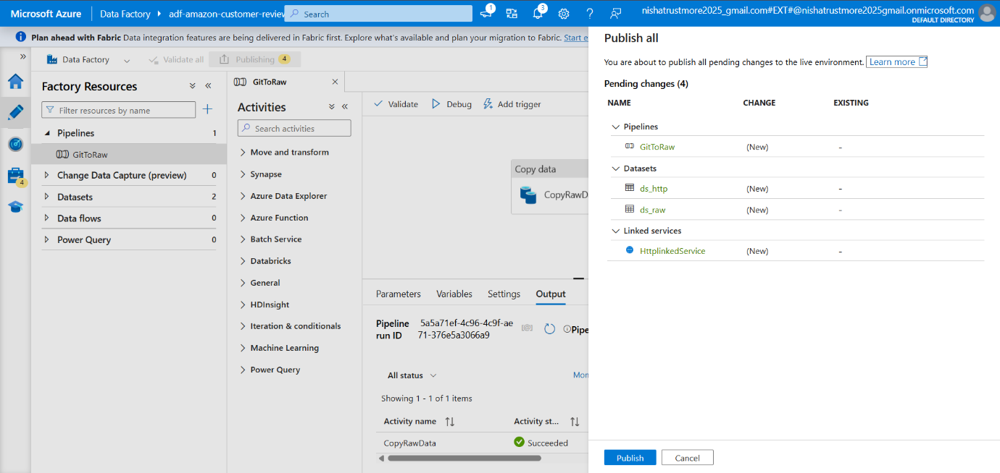 Microsoft Azure
Data Factory
adf-amazon-customer-review
Search
1
3
nishatrustmore2025_gmail.com#EXT#@nishatrustmore2025gmail.onmicrosoft.com
DEFAULT DIRECTORY
Plan ahead with Fabric Data integration features are being delivered in Fabric first. Explore what's available and plan your migration to Fabric. Start e
Data Factory
Validate all
Publishing 4
4
Factory Resources
Filter resources by name
Pipelines 1
GitToRaw
Change Data Capture (preview) 0
Datasets 2
Data flows 0
Power Query 0
GitToRaw
Activities
Search activities
Move and transform
Synapse
Azure Data Explorer
Azure Function
Batch Service
Databricks
General
HDInsight
Iteration & conditionals
Machine Learning
Power Query
Validate Debug Add trigger
Copy data
CopyRawD
Parameters Variables Settings Output
Pipeline run ID
5a5a71ef-4c96-4c9f-ae
71-376e5a3066a9
Pipe
All status
Mon
Showing 1 - 1 of 1 items
Activity name Activity st...
CopyRawData Succeeded
Publish all
You are about to publish all pending changes to the live environment. Learn more
Pending changes (4)
NAME CHANGE EXISTING
Pipelines
GitToRaw (New) -
Datasets
ds_http (New) -
ds_raw (New) -
Linked services
HttplinkedService (New) -
Publish Cancel